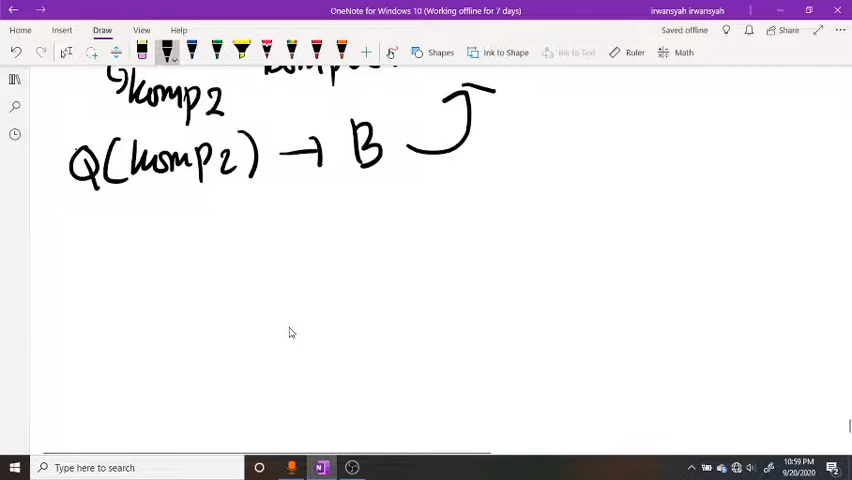 OneNote for Windows 10 (Working offline for 7 days)
irwansyah irwansyah
Home Insert Draw View Help
Saved offline Share
Shapes Ink to Shape Ink to Text Ruler Math
komp2
Q(komp2) → B
Type here to search
10:59 PM
9/20/2020
2